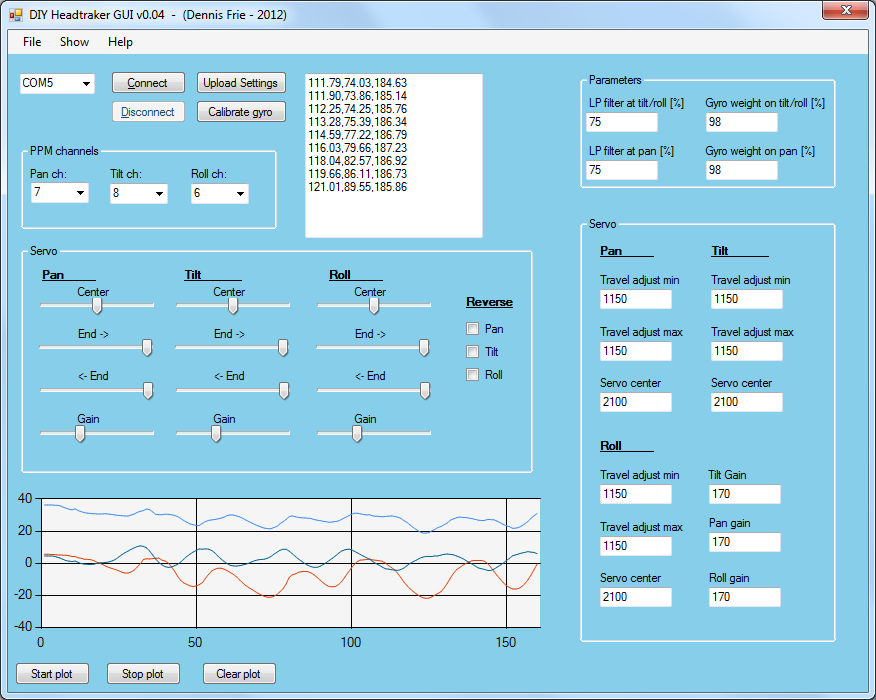 DIY Headtraker GUI v0.04 - (Dennis Frie - 2012)
File Show Help
COM5
Connect
Upload Settings
Disconnect
Calibrate gyro
111.79,74.03,184.63
111.90,73.86,185.14
112.25,74.25,185.76
113.28,75.39,186.34
114.59,77.22,186.79
116.03,79.66,187.23
118.04,82.57,186.92
119.66,86.11,186.73
121.01,89.55,185.86
PPM channels
Pan ch: Tilt ch: Roll ch:
7 8 6
Parameters
LP filter at tilt/roll [%] Gyro weight on tilt/roll [%]
75 98
LP filter at pan [%] Gyro weight on pan [%]
75 98
Servo
Pan Tilt Roll
Center Center Center
End -> End -> End ->
<- End <- End <- End
Gain Gain Gain
Reverse
Pan
Tilt
Roll
Servo
Pan Tilt
Travel adjust min Travel adjust min
1150 1150
Travel adjust max Travel adjust max
1150 1150
Servo center Servo center
2100 2100
Roll
Travel adjust min Tilt Gain
1150 170
Travel adjust max Pan gain
1150 170
Servo center Roll gain
2100 170
40
20
0
-20
-40
0 50 100 150
Start plot Stop plot Clear plot